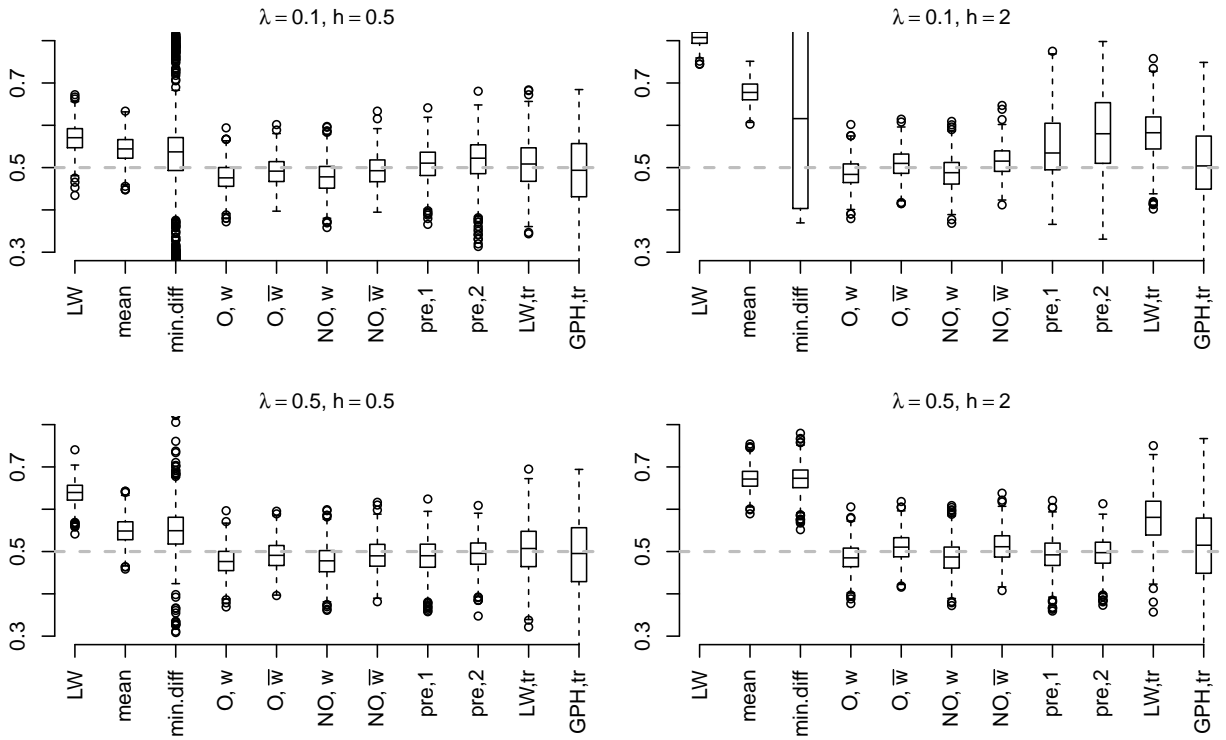 λ = 0.1, h = 0.5
0.3 0.5 0.7
LW mean min.diff O, w O, w̅ NO, w NO, w̅ pre,1 pre,2 LW,tr GPH,tr
λ = 0.1, h = 2
0.3 0.5 0.7
LW mean min.diff O, w O, w̅ NO, w NO, w̅ pre,1 pre,2 LW,tr GPH,tr
λ = 0.5, h = 0.5
0.3 0.5 0.7
LW mean min.diff O, w O, w̅ NO, w NO, w̅ pre,1 pre,2 LW,tr GPH,tr
λ = 0.5, h = 2
0.3 0.5 0.7
LW mean min.diff O, w O, w̅ NO, w NO, w̅ pre,1 pre,2 LW,tr GPH,tr